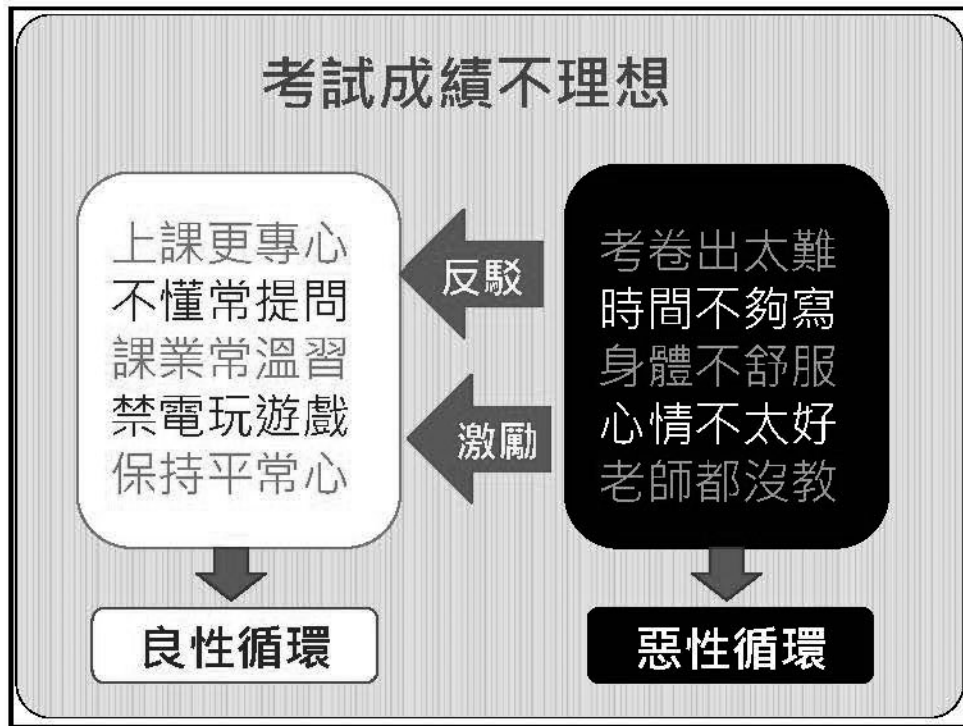 考試成績不理想
上課更專心
不懂常提問
課業常溫習
禁電玩遊戲
保持平常心
反駁
激勵
考卷出太難
時間不夠寫
身體不舒服
心情不太好
老師都沒教
良性循環
惡性循環